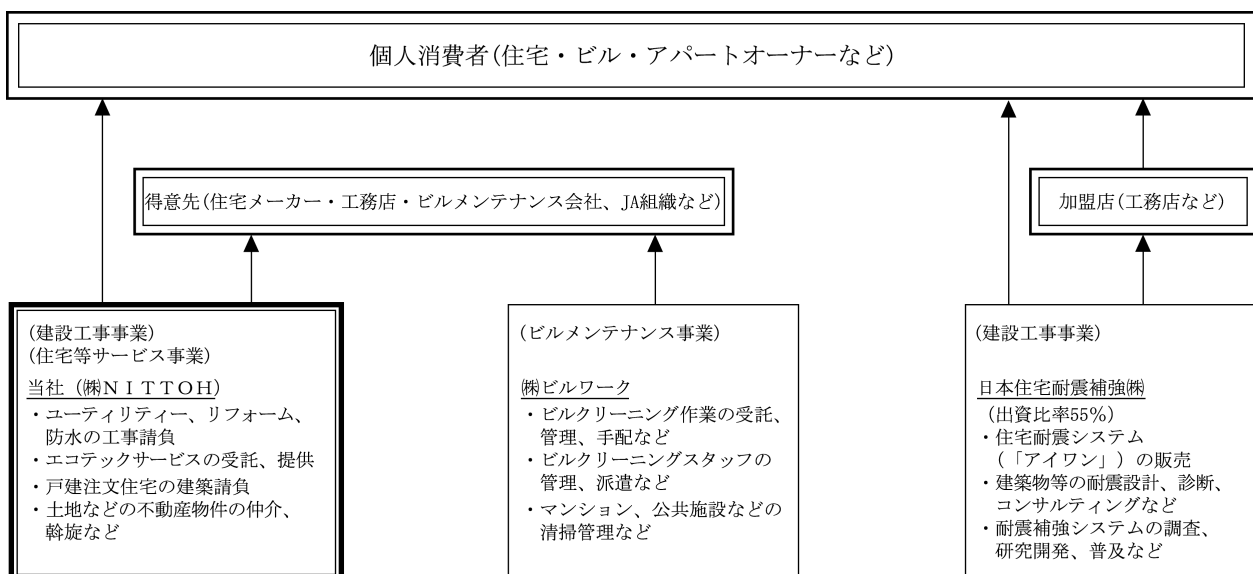 個人消費者(住宅・ビル・アパートオーナーなど)
得意先(住宅メーカー・工務店・ビルメンテナンス会社、JA組織など)
加盟店(工務店など)
(建設工事事業)
(住宅等サービス事業)
当社（㈱ＮＩＴＴＯＨ）
・ユーティリティー、リフォーム、
防水の工事請負
・エコテックサービスの受託、提供
・戸建注文住宅の建築請負
・土地などの不動産物件の仲介、
斡旋など
(ビルメンテナンス事業)
㈱ビルワーク
・ビルクリーニング作業の受託、
管理、手配など
・ビルクリーニングスタッフの
管理、派遣など
・マンション、公共施設などの
清掃管理など
(建設工事事業)
日本住宅耐震補強㈱
(出資比率55％)
・住宅耐震システム
(「アイワン」）の販売
・建築物等の耐震設計、診断、
コンサルティングなど
・耐震補強システムの調査、
研究開発、普及など